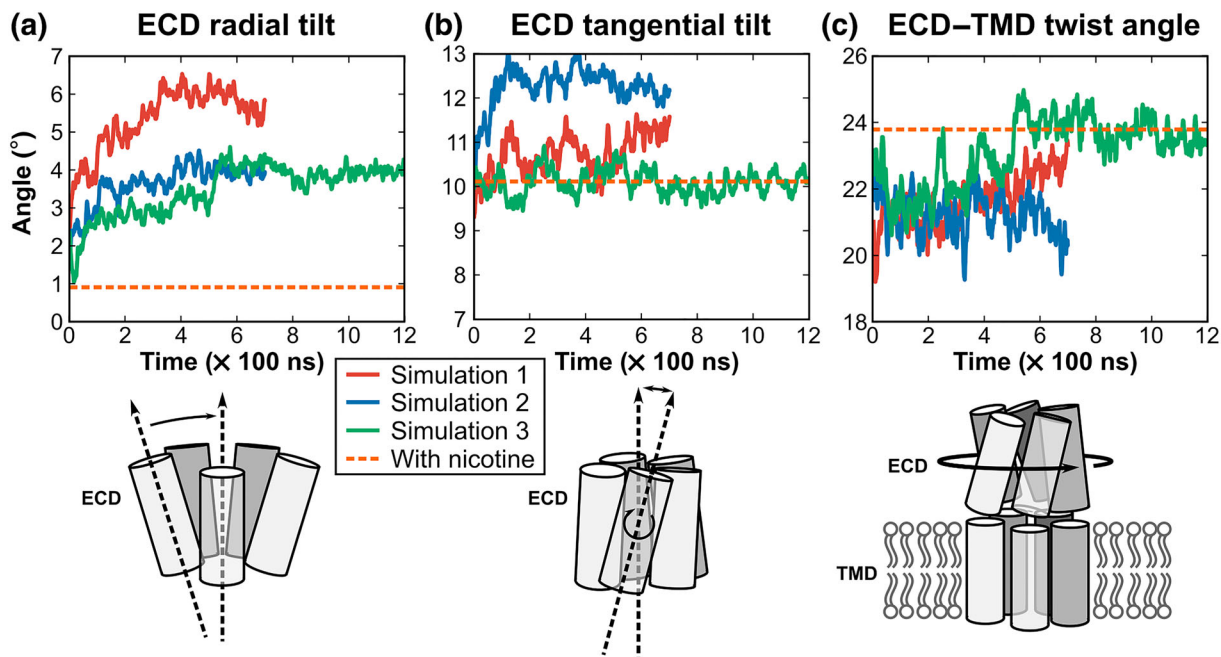 (a) ECD radial tilt
(b) ECD tangential tilt
(c) ECD–TMD twist angle
Angle (°)
7
6
5
4
3
2
1
0
0 2 4 6 8 10 12
Time (× 100 ns)
13
12
11
10
9
8
7
0 2 4 6 8 10 12
Time (× 100 ns)
26
24
22
20
18
0 2 4 6 8 10 12
Time (× 100 ns)
Simulation 1
Simulation 2
Simulation 3
With nicotine
ECD
ECD
ECD
TMD